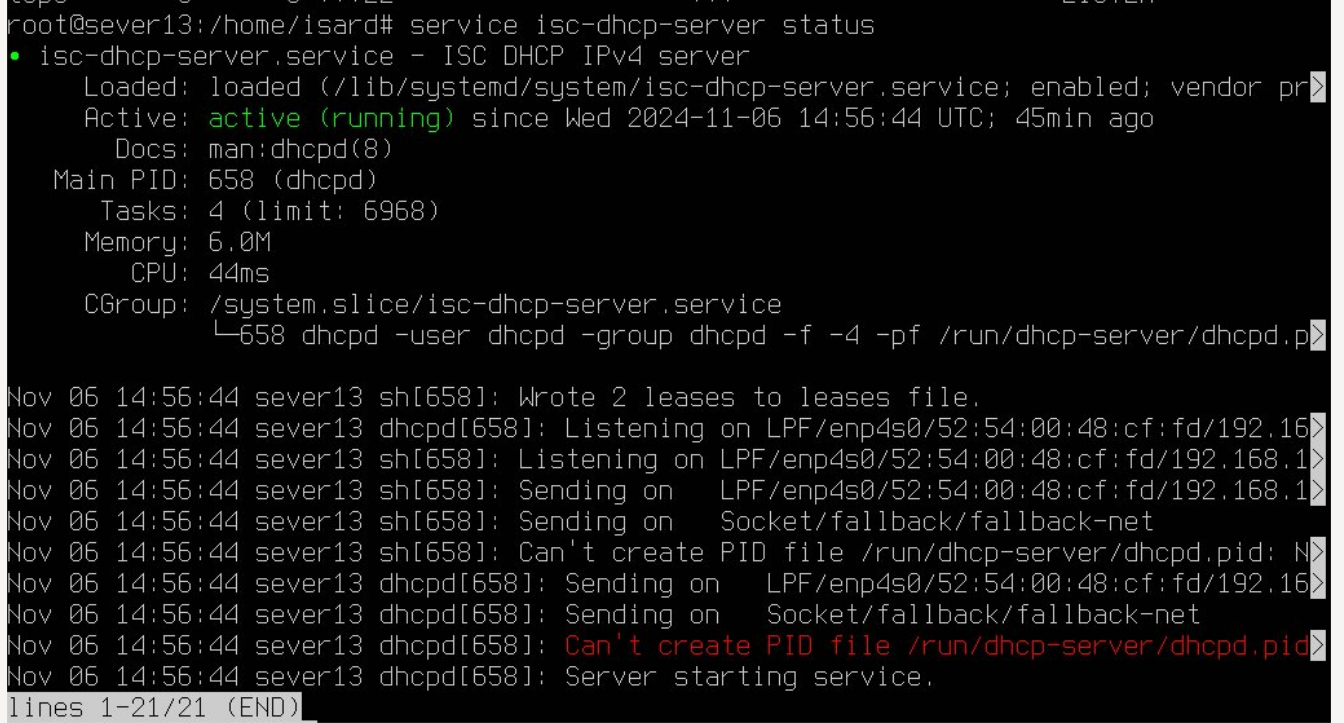 root@sever13:/home/isard# service isc-dhcp-server status
● isc-dhcp-server.service - ISC DHCP IPv4 server
     Loaded: loaded (/lib/systemd/system/isc-dhcp-server.service; enabled; vendor pr>
     Active: active (running) since Wed 2024-11-06 14:56:44 UTC; 45min ago
       Docs: man:dhcpd(8)
   Main PID: 658 (dhcpd)
      Tasks: 4 (limit: 6968)
     Memory: 6.0M
        CPU: 44ms
     CGroup: /system.slice/isc-dhcp-server.service
             └─658 dhcpd -user dhcpd -group dhcpd -f -4 -pf /run/dhcp-server/dhcpd.p>
Nov 06 14:56:44 sever13 sh[658]: Wrote 2 leases to leases file.
Nov 06 14:56:44 sever13 dhcpd[658]: Listening on LPF/enp4s0/52:54:00:48:cf:fd/192.16>
Nov 06 14:56:44 sever13 sh[658]: Listening on LPF/enp4s0/52:54:00:48:cf:fd/192.168.1>
Nov 06 14:56:44 sever13 sh[658]: Sending on   LPF/enp4s0/52:54:00:48:cf:fd/192.168.1>
Nov 06 14:56:44 sever13 sh[658]: Sending on   Socket/fallback/fallback-net
Nov 06 14:56:44 sever13 sh[658]: Can't create PID file /run/dhcp-server/dhcpd.pid: N>
Nov 06 14:56:44 sever13 dhcpd[658]: Sending on   LPF/enp4s0/52:54:00:48:cf:fd/192.16>
Nov 06 14:56:44 sever13 dhcpd[658]: Sending on   Socket/fallback/fallback-net
Nov 06 14:56:44 sever13 dhcpd[658]: Can't create PID file /run/dhcp-server/dhcpd.pid>
Nov 06 14:56:44 sever13 dhcpd[658]: Server starting service.
lines 1-21/21 (END)